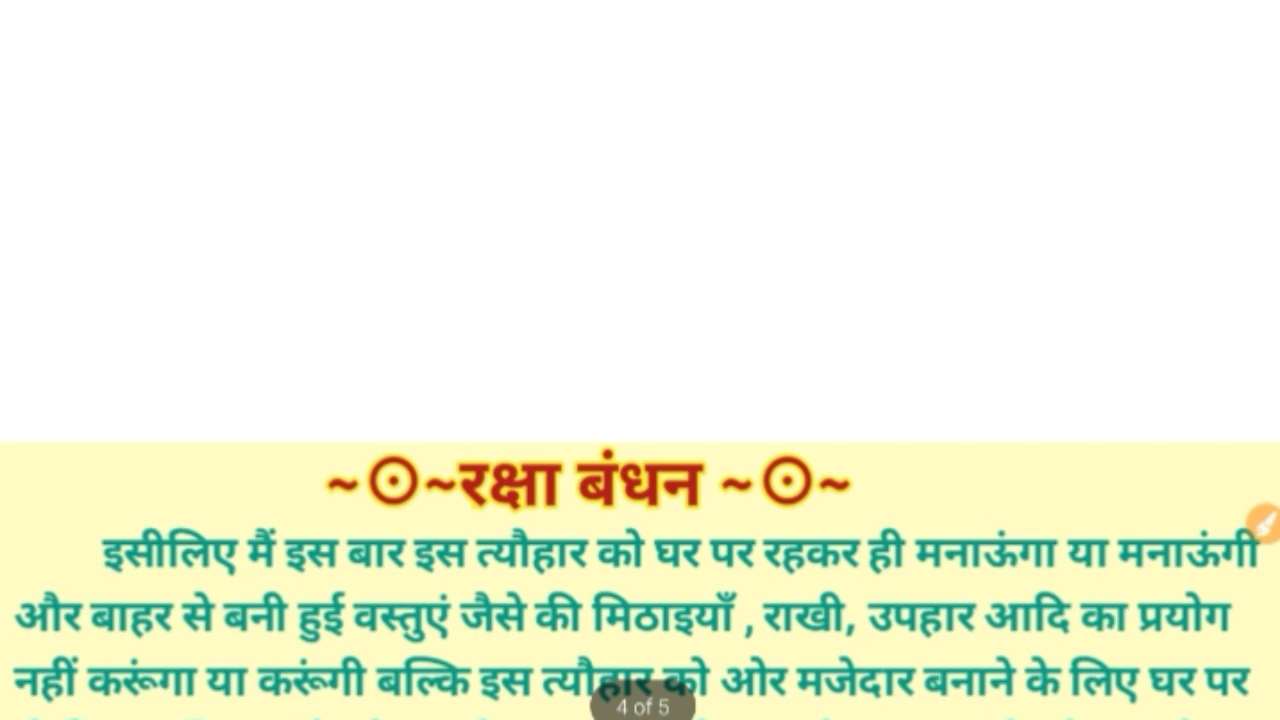 ~⊙~रक्षा बंधन ~⊙~
इसीलिए मैं इस बार इस त्यौहार को घर पर रहकर ही मनाऊंगा या मनाऊंगी
और बाहर से बनी हुई वस्तुएं जैसे की मिठाइयाँ , राखी, उपहार आदि का प्रयोग
नहीं करूंगा या करूंगी बल्कि इस त्यौहार को ओर मजेदार बनाने के लिए घर पर
4 of 5